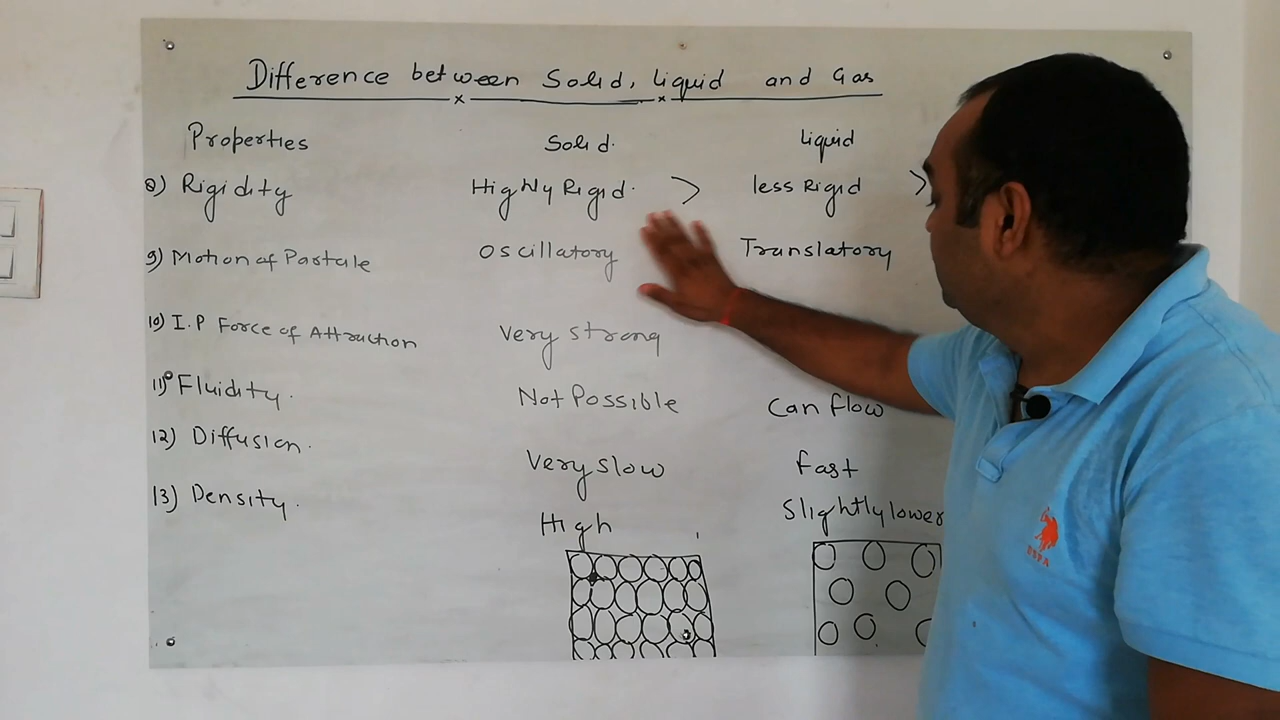 Difference between Solid, Liquid and Gas
Properties Solid. Liquid
8) Rigidity Highly Rigid. > less Rigid >
9) Motion of Particle Oscillatory Translatory
10) I.P Force of Attraction Very strong
11) Fluidity. Not Possible Can flow
12) Diffusion. Very slow fast
13) Density. High Slightly lower
USPA